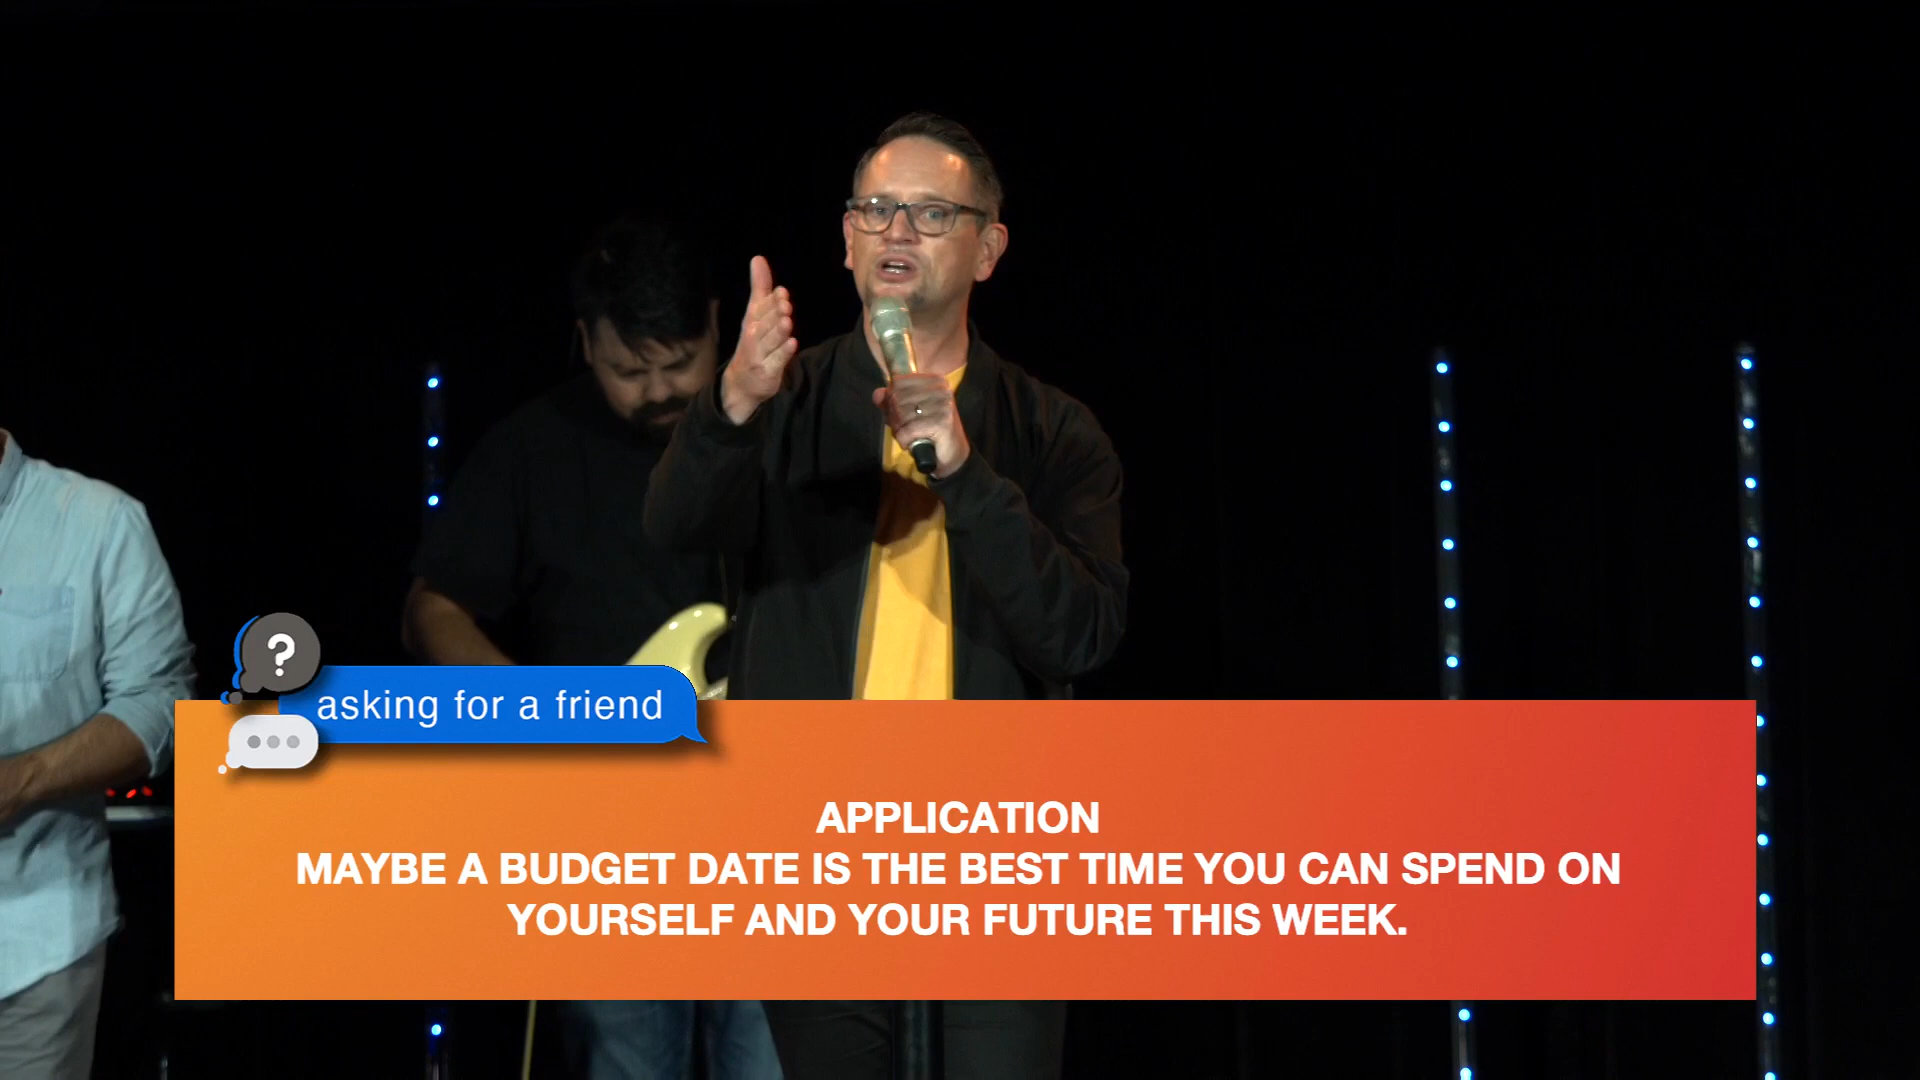 ?
asking for a friend
APPLICATION
MAYBE A BUDGET DATE IS THE BEST TIME YOU CAN SPEND ON
YOURSELF AND YOUR FUTURE THIS WEEK.